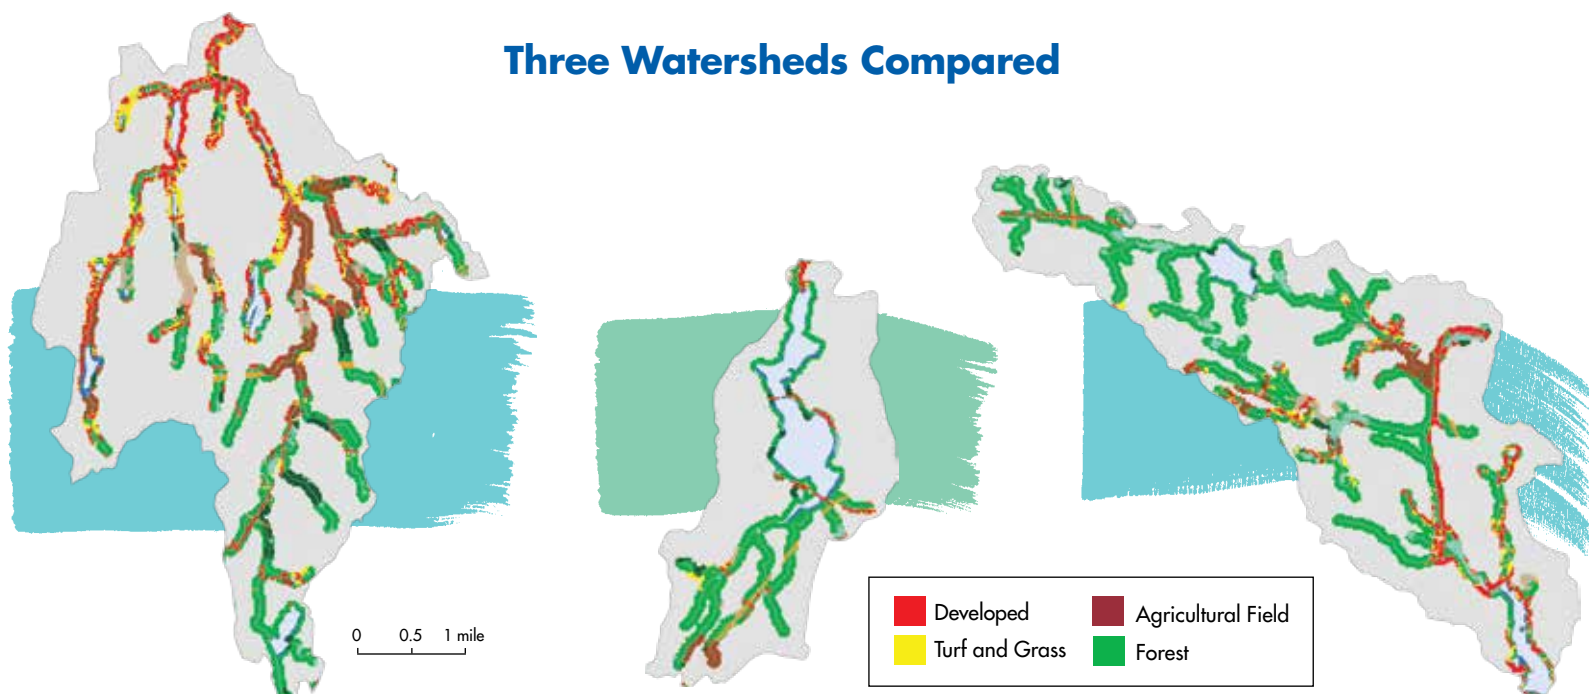 Three Watersheds Compared
0 0.5 1 mile
Developed
Turf and Grass
Agricultural Field
Forest